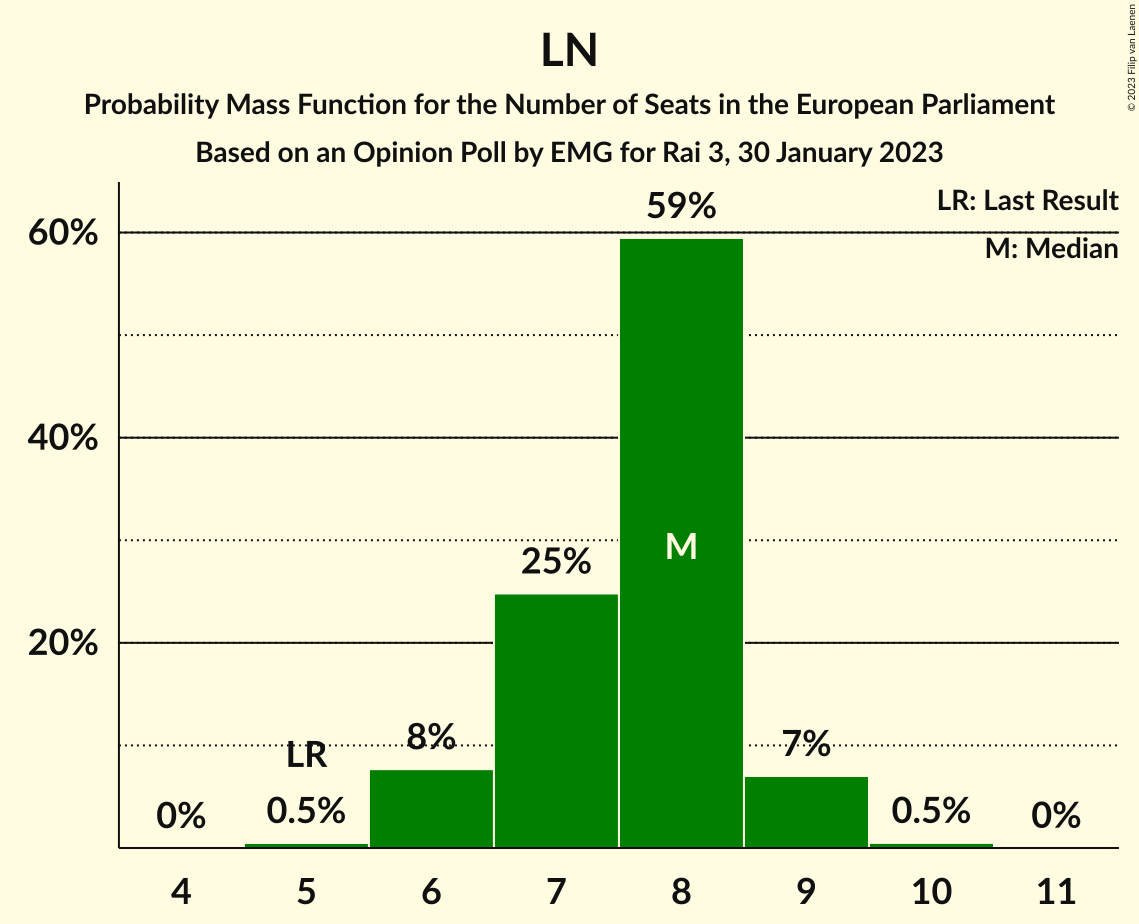 LN
Probability Mass Function for the Number of Seats in the European Parliament
Based on an Opinion Poll by EMG for Rai 3, 30 January 2023
© 2023 Filip van Laenen
LR: Last Result
M: Median
60%
40%
20%
0%
LR
0.5%
8%
25%
59%
M
7%
0.5%
0%
4 5 6 7 8 9 10 11